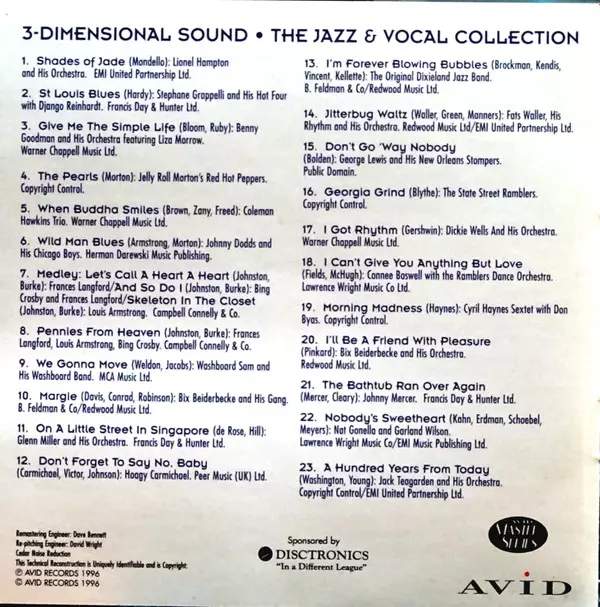 3-DIMENSIONAL SOUND • THE JAZZ & VOCAL COLLECTION
1. Shades of Jade (Mondello): Lionel Hampton
and His Orchestra. EMI United Partnership Ltd.
2. St Louis Blues (Hardy): Stephane Grappelli and His Hot Four
with Django Reinhardt. Francis Day & Hunter Ltd.
3. Give Me The Simple Life (Bloom, Ruby): Benny
Goodman and His Orchestra featuring Liza Morrow.
Warner Chappell Music Ltd.
4. The Pearls (Morton): Jelly Roll Morton's Red Hot Peppers.
Copyright Control.
5. When Buddha Smiles (Brown, Zany, Freed): Coleman
Hawkins Trio. Warner Chappell Music Ltd.
6. Wild Man Blues (Armstrong, Morton): Johnny Dodds and
His Chicago Boys. Herman Darewski Music Publishing.
7. Medley: Let's Call A Heart A Heart (Johnston,
Burke): Frances Langford/And So Do I (Johnston, Burke): Bing
Crosby and Frances Langford/Skeleton In The Closet
(Johnston, Burke): Louis Armstrong. Campbell Connelly & Co.
8. Pennies From Heaven (Johnston, Burke): Frances
Langford, Louis Armstrong, Bing Crosby. Campbell Connelly & Co.
9. We Gonna Move (Weldon, Jacobs): Washboard Sam and
His Washboard Band. MCA Music Ltd.
10. Margie (Davis, Conrad, Robinson): Bix Beiderbecke and His Gang.
B. Feldman & Co/Redwood Music Ltd.
11. On A Little Street In Singapore (de Rose, Hill):
Glenn Miller and His Orchestra. Francis Day & Hunter Ltd.
12. Don't Forget To Say No, Baby
(Carmichael, Victor, Johnson): Hoagy Carmichael. Peer Music (UK) Ltd.
13. I'm Forever Blowing Bubbles (Brockman, Kendis,
Vincent, Kellette): The Original Dixieland Jazz Band.
B. Feldman & Co/Redwood Music Ltd.
14. Jitterbug Waltz (Waller, Green, Manners): Fats Waller, His
Rhythm and His Orchestra. Redwood Music Ltd/EMI United Partnership Ltd.
15. Don't Go 'Way Nobody
(Bolden): George Lewis and His New Orleans Stompers.
Public Domain.
16. Georgia Grind (Blythe): The State Street Ramblers.
Copyright Control.
17. I Got Rhythm (Gershwin): Dickie Wells And His Orchestra.
Warner Chappell Music Ltd.
18. I Can't Give You Anything But Love
(Fields, McHugh): Connee Boswell with the Ramblers Dance Orchestra.
Lawrence Wright Music Co Ltd.
19. Morning Madness (Haynes): Cyril Haynes Sextet with Don
Byas. Copyright Control.
20. I'll Be A Friend With Pleasure
(Pinkard): Bix Beiderbecke and His Orchestra.
Redwood Music Ltd.
21. The Bathtub Ran Over Again
(Mercer, Cleary): Johnny Mercer. Francis Day & Hunter Ltd.
22. Nobody's Sweetheart (Kahn, Erdman, Schoebel,
Meyers): Nat Gonella and Garland Wilson.
Lawrence Wright Music Co/EMI Music Publishing Ltd.
23. A Hundred Years From Today
(Washington, Young): Jack Teagarden and His Orchestra.
Copyright Control/EMI United Partnership Ltd.
Remastering Engineer: Dave Bennett
Re-pitching Engineer: David Wright
Cedar Noise Reduction
This Technical Reconstruction is Uniquely Identifiable and is Copyright:
℗ AVID RECORDS 1996
© AVID RECORDS 1996
Sponsored by
DISCTRONICS
"In a Different League"
MASTER
SERIES
AVID